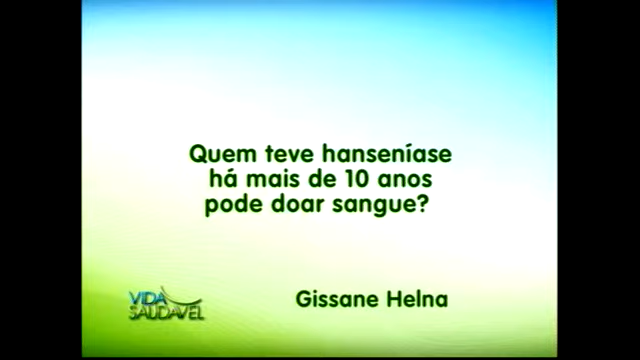 Quem teve hanseníase
há mais de 10 anos
pode doar sangue?
Gissane Helna
VIDA
SAUDÁVEL